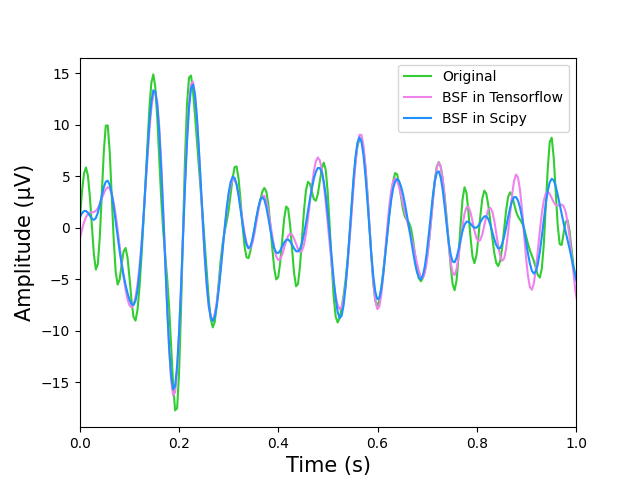 Original
BSF in Tensorflow
BSF in Scipy
15
10
5
0
−5
−10
−15
Amplitude (μV)
0.0 0.2 0.4 0.6 0.8 1.0
Time (s)